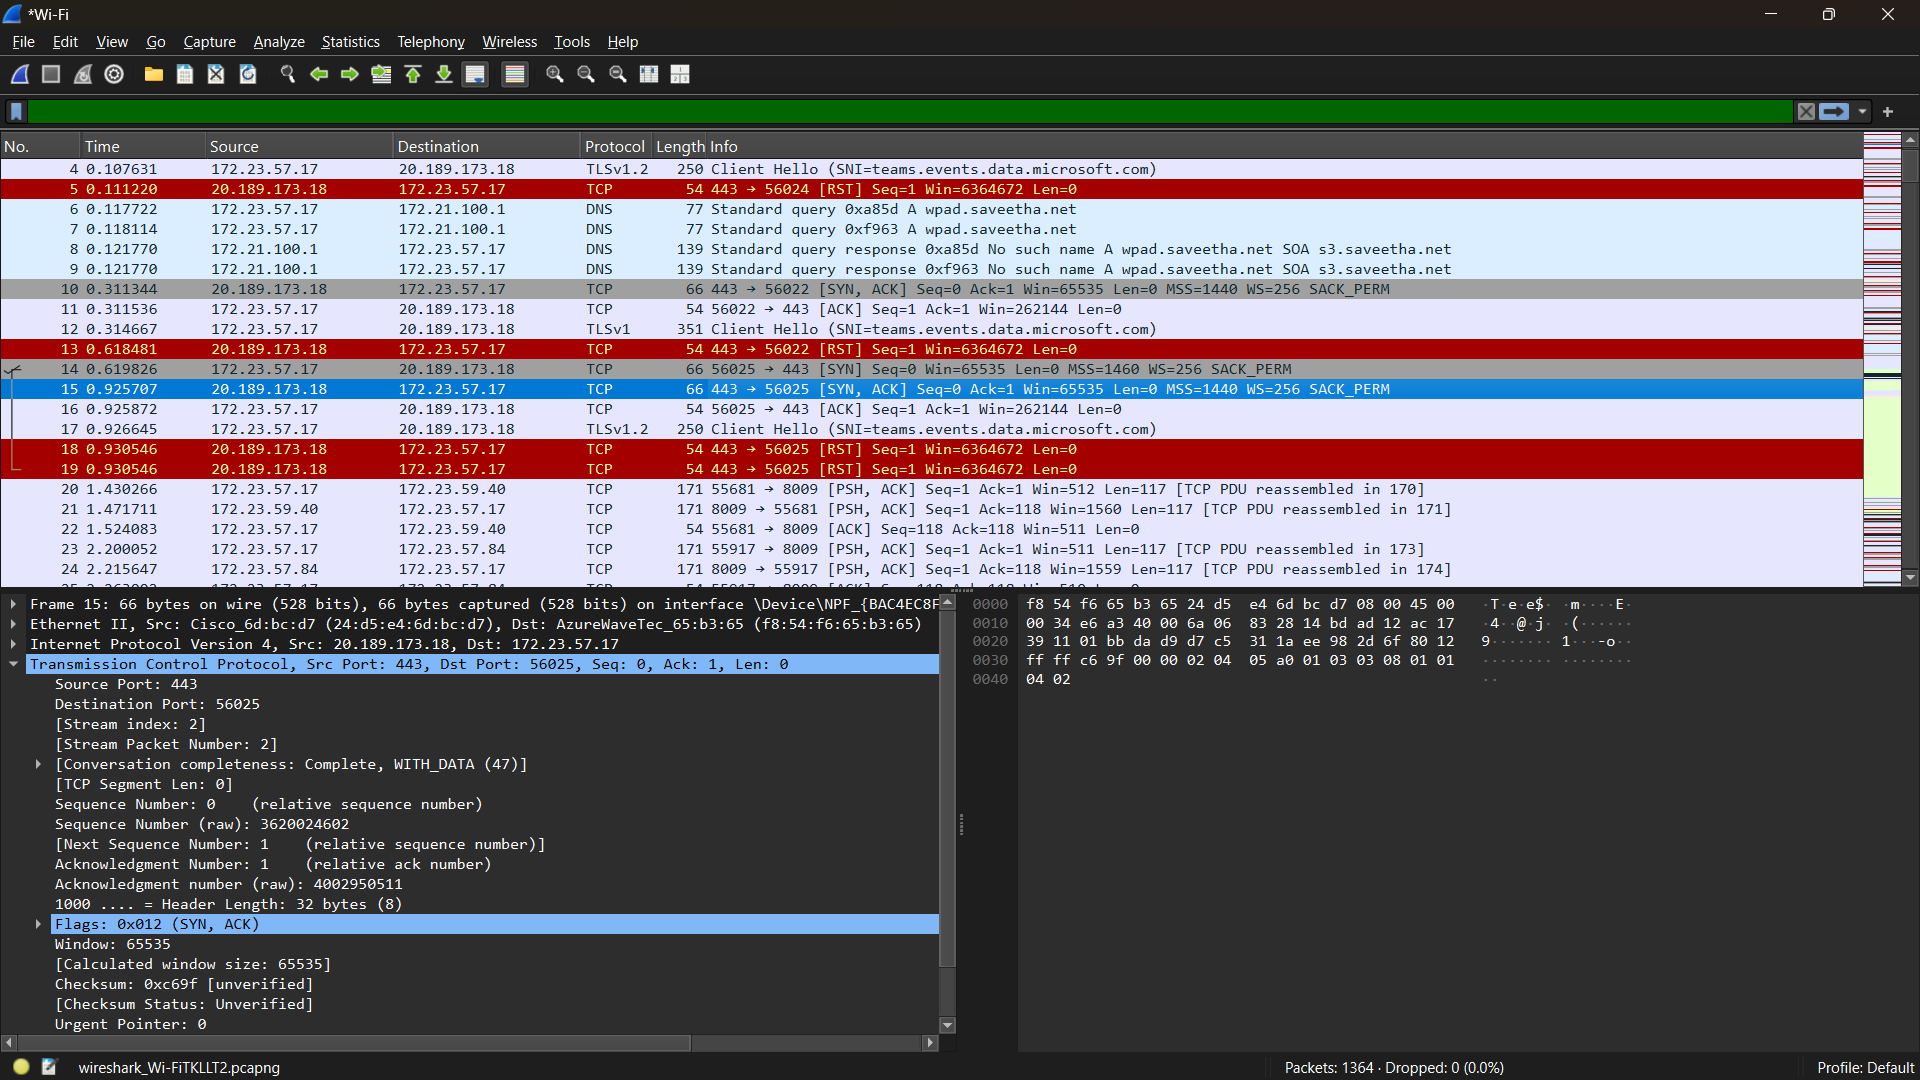 *Wi-Fi
File Edit View Go Capture Analyze Statistics Telephony Wireless Tools Help
No. Time Source Destination Protocol Length Info
4 0.107631 172.23.57.17 20.189.173.18 TLSv1.2 250 Client Hello (SNI=teams.events.data.microsoft.com)
5 0.111220 20.189.173.18 172.23.57.17 TCP 54 443 → 56024 [RST] Seq=1 Win=6364672 Len=0
6 0.117722 172.23.57.17 172.21.100.1 DNS 77 Standard query 0xa85d A wpad.saveetha.net
7 0.118114 172.23.57.17 172.21.100.1 DNS 77 Standard query 0xf963 A wpad.saveetha.net
8 0.121770 172.21.100.1 172.23.57.17 DNS 139 Standard query response 0xa85d No such name A wpad.saveetha.net SOA s3.saveetha.net
9 0.121770 172.21.100.1 172.23.57.17 DNS 139 Standard query response 0xf963 No such name A wpad.saveetha.net SOA s3.saveetha.net
10 0.311344 20.189.173.18 172.23.57.17 TCP 66 443 → 56022 [SYN, ACK] Seq=0 Ack=1 Win=65535 Len=0 MSS=1440 WS=256 SACK_PERM
11 0.311536 172.23.57.17 20.189.173.18 TCP 54 56022 → 443 [ACK] Seq=1 Ack=1 Win=262144 Len=0
12 0.314667 172.23.57.17 20.189.173.18 TLSv1 351 Client Hello (SNI=teams.events.data.microsoft.com)
13 0.618481 20.189.173.18 172.23.57.17 TCP 54 443 → 56022 [RST] Seq=1 Win=6364672 Len=0
14 0.619826 172.23.57.17 20.189.173.18 TCP 66 56025 → 443 [SYN] Seq=0 Win=65535 Len=0 MSS=1460 WS=256 SACK_PERM
15 0.925707 20.189.173.18 172.23.57.17 TCP 66 443 → 56025 [SYN, ACK] Seq=0 Ack=1 Win=65535 Len=0 MSS=1440 WS=256 SACK_PERM
16 0.925872 172.23.57.17 20.189.173.18 TCP 54 56025 → 443 [ACK] Seq=1 Ack=1 Win=262144 Len=0
17 0.926645 172.23.57.17 20.189.173.18 TLSv1.2 250 Client Hello (SNI=teams.events.data.microsoft.com)
18 0.930546 20.189.173.18 172.23.57.17 TCP 54 443 → 56025 [RST] Seq=1 Win=6364672 Len=0
19 0.930546 20.189.173.18 172.23.57.17 TCP 54 443 → 56025 [RST] Seq=1 Win=6364672 Len=0
20 1.430266 172.23.57.17 172.23.59.40 TCP 171 55681 → 8009 [PSH, ACK] Seq=1 Ack=1 Win=512 Len=117 [TCP PDU reassembled in 170]
21 1.471711 172.23.59.40 172.23.57.17 TCP 171 8009 → 55681 [PSH, ACK] Seq=1 Ack=118 Win=1560 Len=117 [TCP PDU reassembled in 171]
22 1.524083 172.23.57.17 172.23.59.40 TCP 54 55681 → 8009 [ACK] Seq=118 Ack=118 Win=511 Len=0
23 2.200052 172.23.57.17 172.23.57.84 TCP 171 55917 → 8009 [PSH, ACK] Seq=1 Ack=1 Win=511 Len=117 [TCP PDU reassembled in 173]
24 2.215647 172.23.57.84 172.23.57.17 TCP 171 8009 → 55917 [PSH, ACK] Seq=1 Ack=118 Win=1559 Len=117 [TCP PDU reassembled in 174]
Frame 15: 66 bytes on wire (528 bits), 66 bytes captured (528 bits) on interface \Device\NPF_{BAC4EC8F
Ethernet II, Src: Cisco_6d:bc:d7 (24:d5:e4:6d:bc:d7), Dst: AzureWaveTec_65:b3:65 (f8:54:f6:65:b3:65)
Internet Protocol Version 4, Src: 20.189.173.18, Dst: 172.23.57.17
Transmission Control Protocol, Src Port: 443, Dst Port: 56025, Seq: 0, Ack: 1, Len: 0
Source Port: 443
Destination Port: 56025
[Stream index: 2]
[Stream Packet Number: 2]
[Conversation completeness: Complete, WITH_DATA (47)]
[TCP Segment Len: 0]
Sequence Number: 0 (relative sequence number)
Sequence Number (raw): 3620024602
[Next Sequence Number: 1 (relative sequence number)]
Acknowledgment Number: 1 (relative ack number)
Acknowledgment number (raw): 4002950511
1000 .... = Header Length: 32 bytes (8)
Flags: 0x012 (SYN, ACK)
Window: 65535
[Calculated window size: 65535]
Checksum: 0xc69f [unverified]
[Checksum Status: Unverified]
Urgent Pointer: 0
0000 f8 54 f6 65 b3 65 24 d5 e4 6d bc d7 08 00 45 00 ·T·e·e$· ·m····E·
0010 00 34 e6 a3 40 00 6a 06 83 28 14 bd ad 12 ac 17 ·4··@·j· ·(······
0020 39 11 01 bb da d9 d7 c5 31 1a ee 98 2d 6f 80 12 9······· 1···-o··
0030 ff ff c6 9f 00 00 02 04 05 a0 01 03 03 08 01 01 ········ ········
0040 04 02 ··
wireshark_Wi-FiTKLLT2.pcapng
Packets: 1364 · Dropped: 0 (0.0%)
Profile: Default